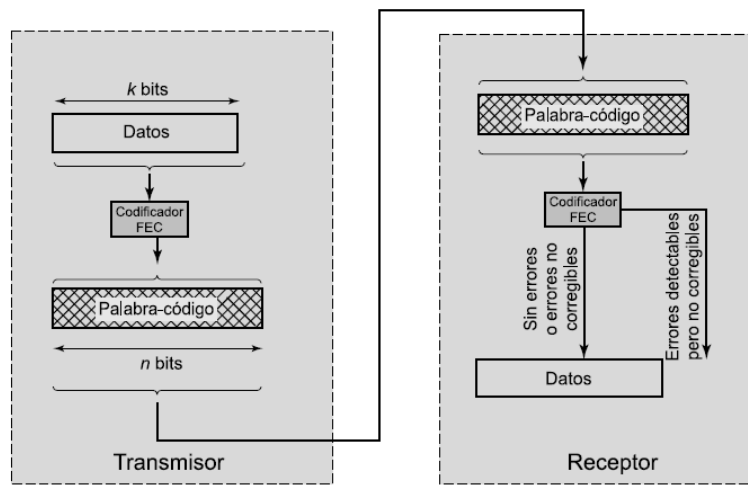 k bits
Datos
Codificador
FEC
Palabra-código
n bits
Transmisor
Palabra-código
Codificador
FEC
Sin errores
o errores no
corregibles
Errores detectables
pero no corregibles
Datos
Receptor